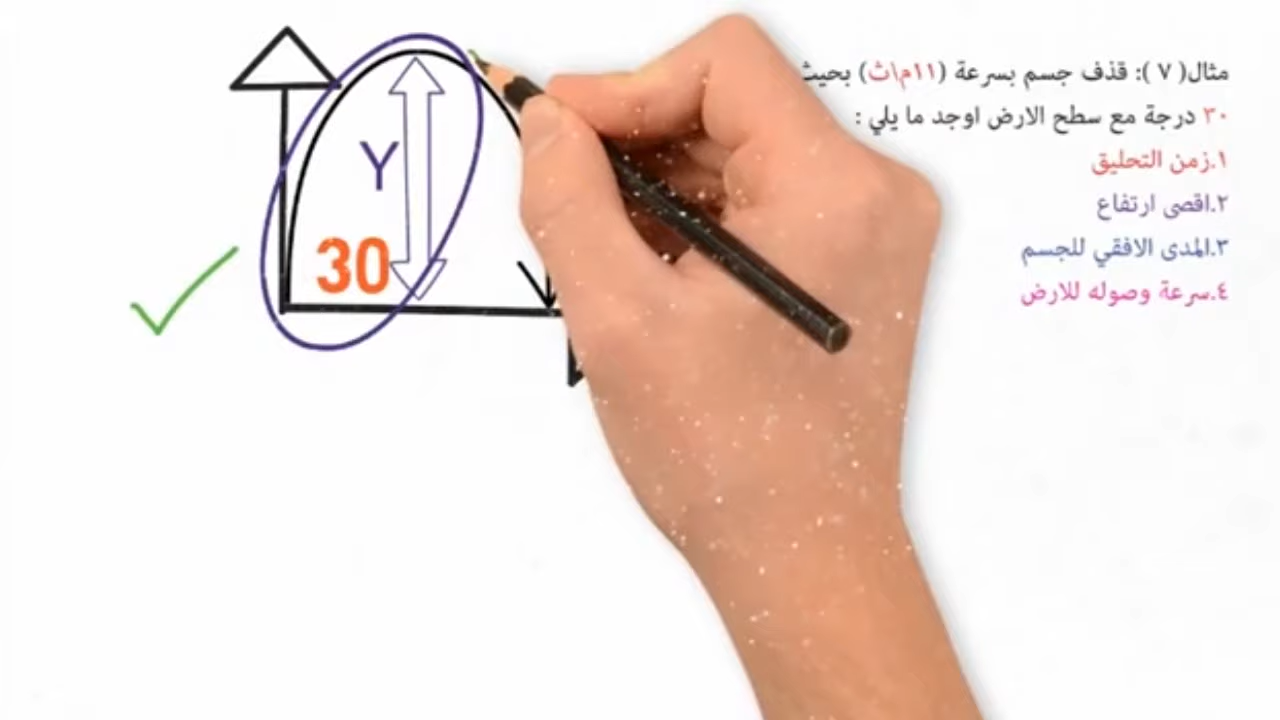 مثال( ٧ ): قذف جسم بسرعة (١١م\ث) بحيث
٣٠ درجة مع سطح الارض اوجد ما يلي :
١.زمن التحليق
٢.اقصى ارتفاع
٣.المدى الافقي للجسم
٤.سرعة وصوله للارض
Y
30